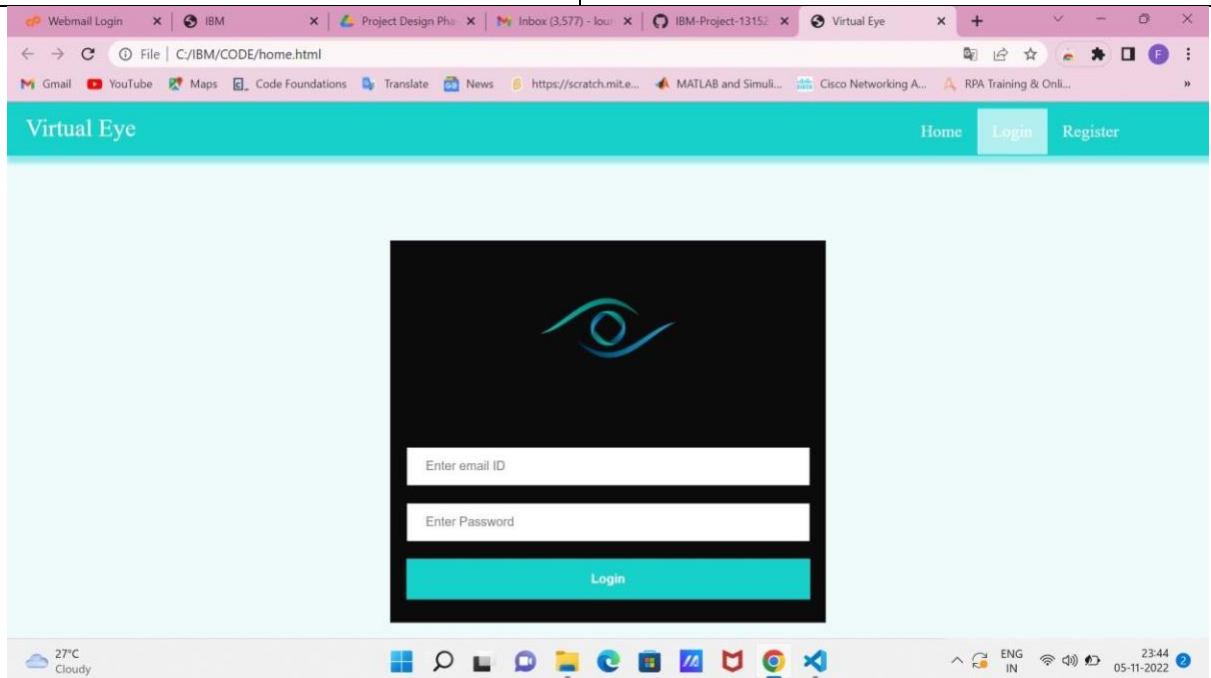 Webmail Login
IBM
Project Design Pha
Inbox (3,577) - lour
IBM-Project-13152
Virtual Eye
File | C:/IBM/CODE/home.html
F
Gmail YouTube Maps Code Foundations Translate News https://scratch.mit.e... MATLAB and Simuli... Cisco Networking A... RPA Training & Onli... »
Virtual Eye
Home Login Register
Enter email ID
Enter Password
Login
27°C
Cloudy
ENG
IN
23:44
05-11-2022
2